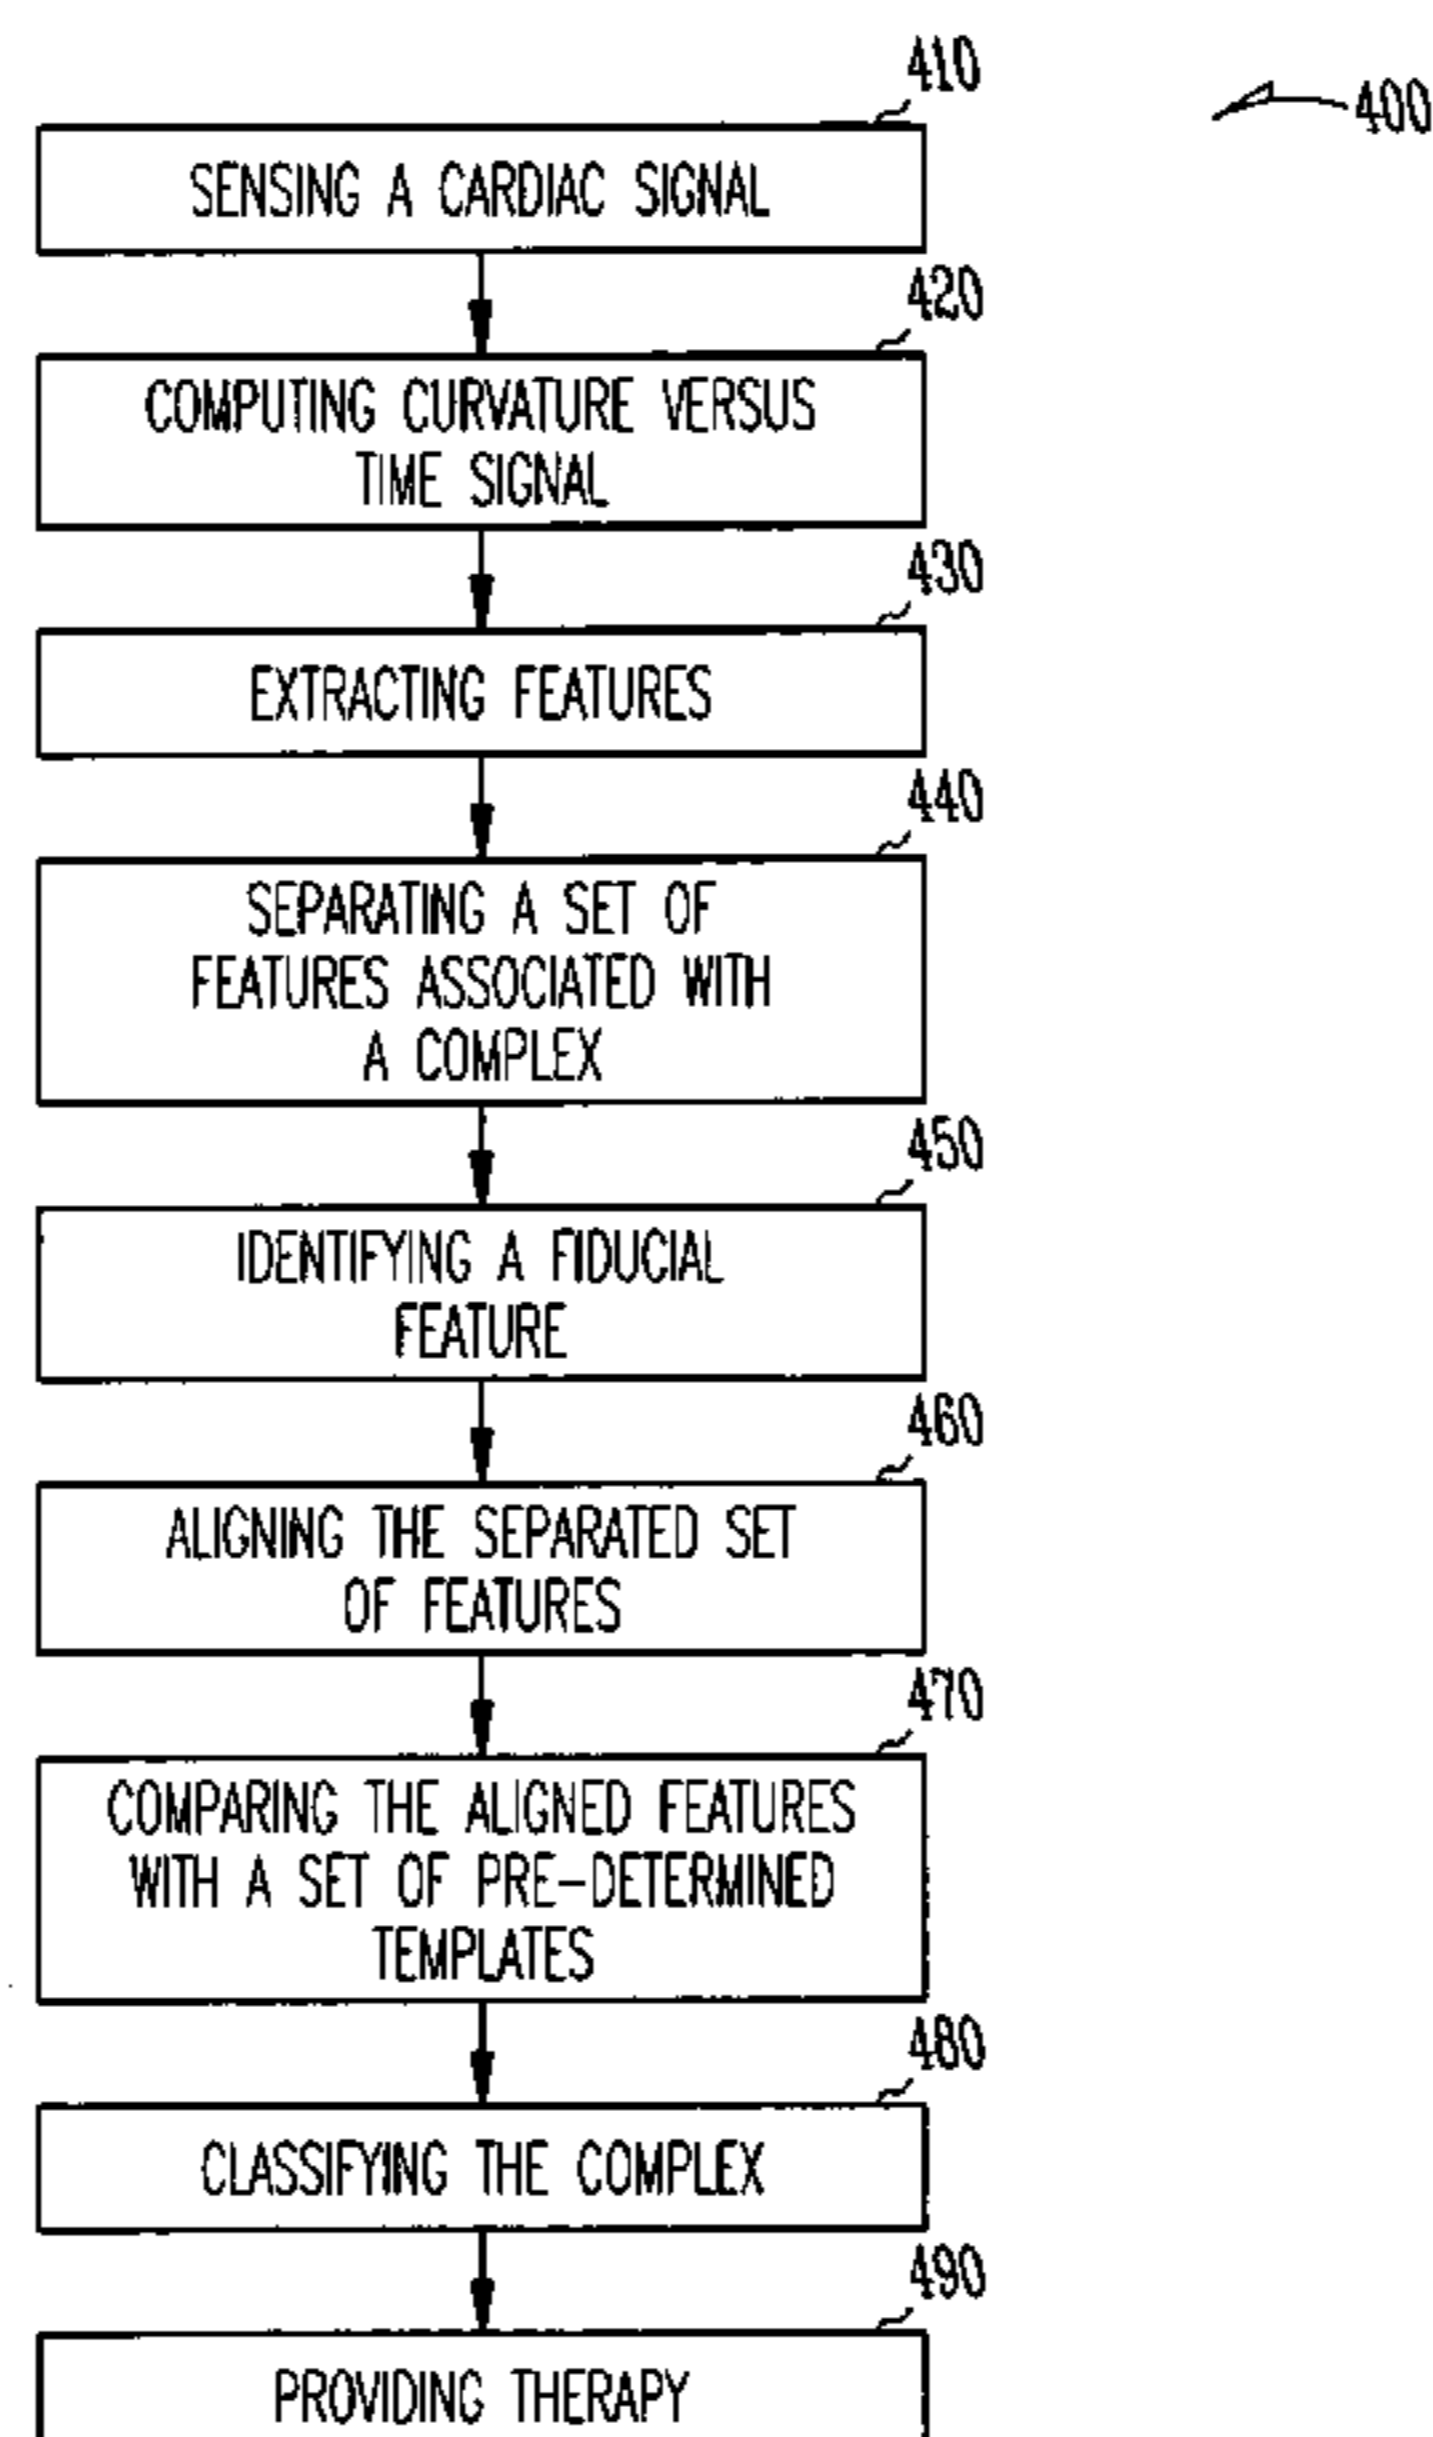 410
400
SENSING A CARDIAC SIGNAL
420
COMPUTING CURVATURE VERSUS
TIME SIGNAL
430
EXTRACTING FEATURES
440
SEPARATING A SET OF
FEATURES ASSOCIATED WITH
A COMPLEX
450
IDENTIFYING A FIDUCIAL
FEATURE
460
ALIGNING THE SEPARATED SET
OF FEATURES
470
COMPARING THE ALIGNED FEATURES
WITH A SET OF PRE-DETERMINED
TEMPLATES
480
CLASSIFYING THE COMPLEX
490
PROVIDING THERAPY